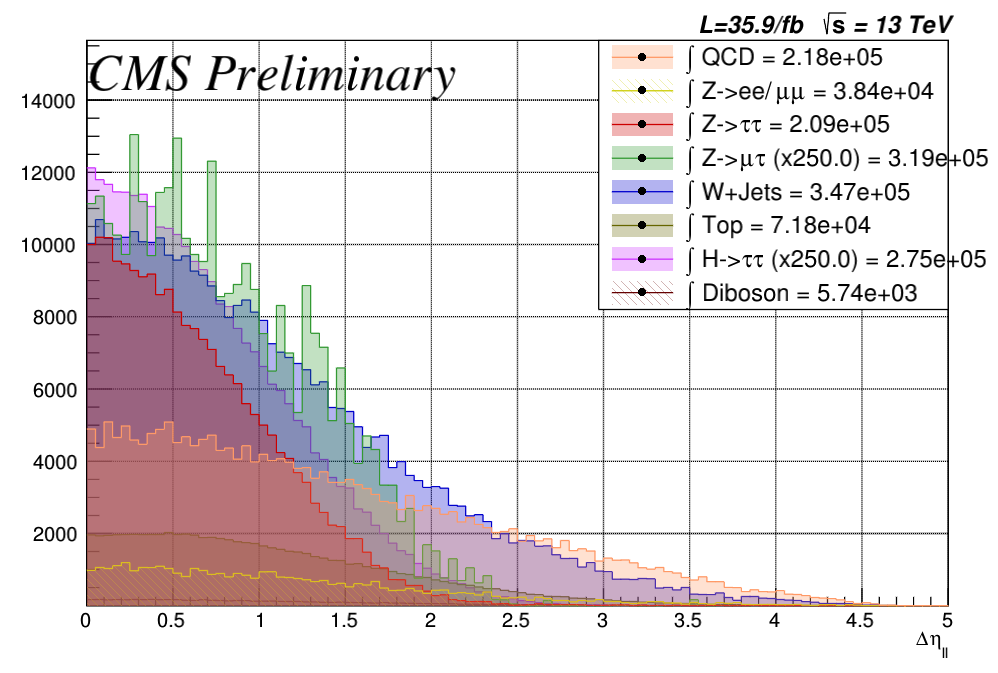 L=35.9/fb √s = 13 TeV
CMS Preliminary
∫ QCD = 2.18e+05
∫ Z->ee/μμ = 3.84e+04
∫ Z->ττ = 2.09e+05
∫ Z->μτ (x250.0) = 3.19e+05
∫ W+Jets = 3.47e+05
∫ Top = 7.18e+04
∫ H->ττ (x250.0) = 2.75e+05
∫ Diboson = 5.74e+03
14000
12000
10000
8000
6000
4000
2000
0 0.5 1 1.5 2 2.5 3 3.5 4 4.5 5
Δη_ll